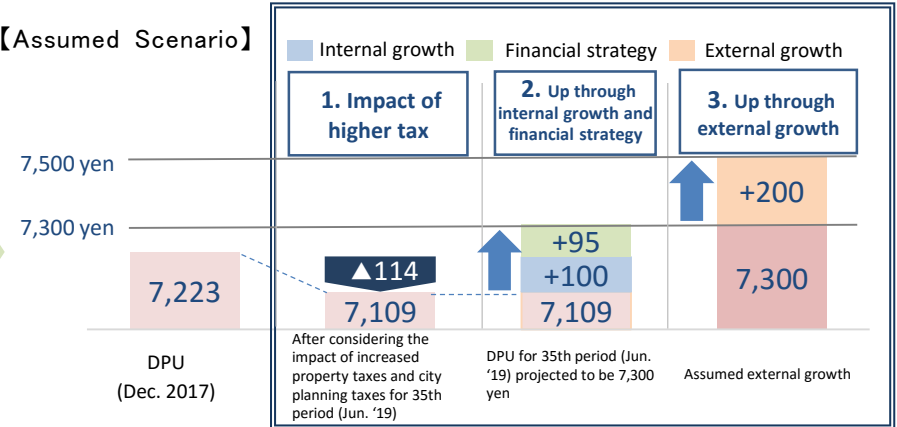 【Assumed Scenario】
Internal growth
Financial strategy
External growth
1. Impact of
higher tax
2. Up through
internal growth and
financial strategy
3. Up through
external growth
7,500 yen
7,300 yen
7,223
▲114
7,109
+95
+100
7,109
+200
7,300
DPU
(Dec. 2017)
After considering the
impact of increased
property taxes and city
planning taxes for 35th
period (Jun. ‘19)
DPU for 35th period (Jun.
‘19) projected to be 7,300
yen
Assumed external growth